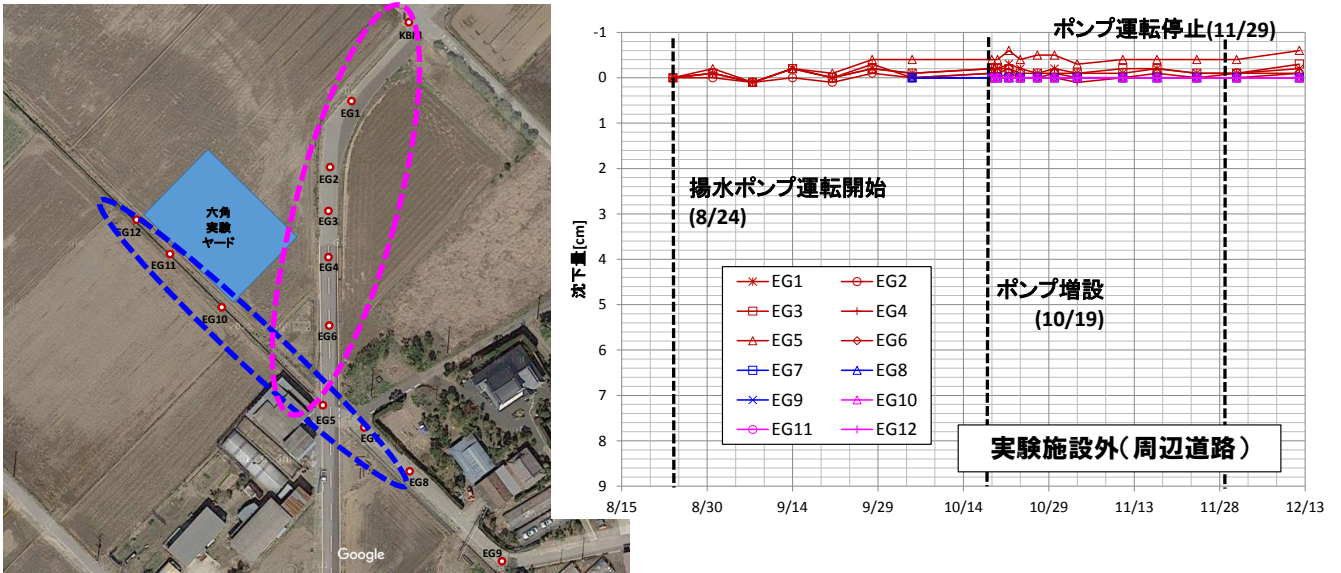 KBM
EG1
EG2
EG3
EG4
EG6
EG5
EG8
EG9
EG10
EG11
EG12
六角
実験
ヤード
Google
ポンプ運転停止(11/29)
揚水ポンプ運転開始
(8/24)
ポンプ増設
(10/19)
実験施設外(周辺道路)
沈下量[cm]
-1
0
1
2
3
4
5
6
7
8
9
8/15
8/30
9/14
9/29
10/14
10/29
11/13
11/28
12/13
EG1
EG2
EG3
EG4
EG5
EG6
EG7
EG8
EG9
EG10
EG11
EG12